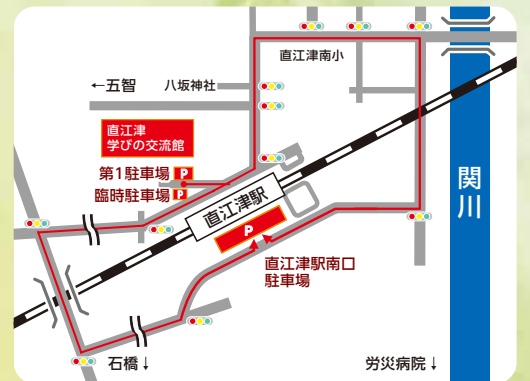 直江津南小
←五智
八坂神社
直江津
学びの交流館
第1駐車場 P
臨時駐車場 P
直江津駅
P
関川
直江津駅南口
駐車場
石橋↓
労災病院↓